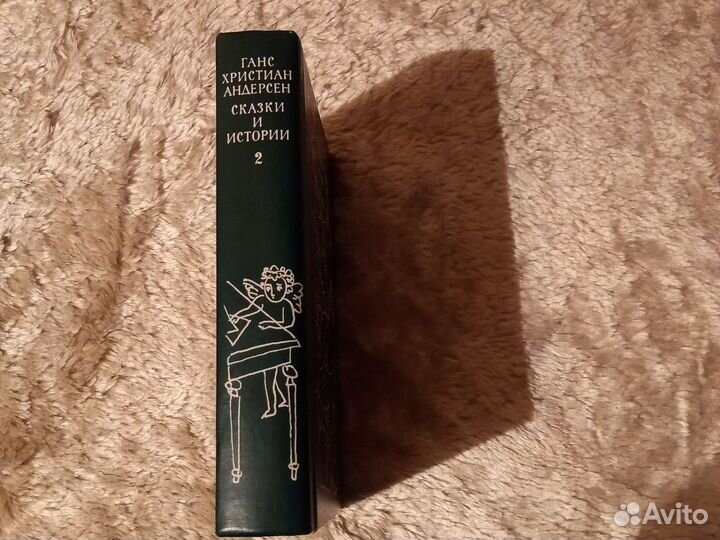 ГАНС
ХРИСТИАН
АНДЕРСЕН
СКАЗКИ
И
ИСТОРИИ
2
Avito